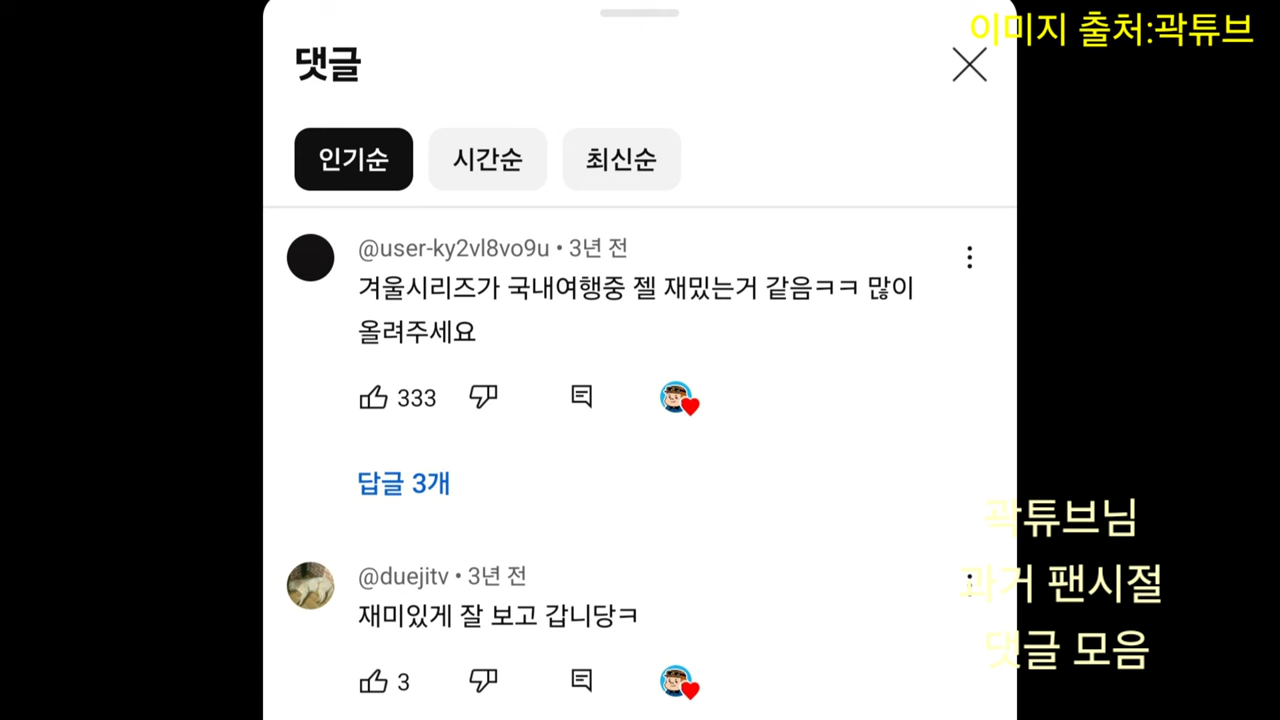 이미지 출처:곽튜브
댓글
인기순 시간순 최신순
@user-ky2vl8vo9u • 3년 전
겨울시리즈가 국내여행중 젤 재밌는거 같음ㅋㅋ 많이
올려주세요
333
답글 3개
곽튜브님
@duejitv • 3년 전
과거 팬시절
재미있게 잘 보고 갑니당ㅋ
댓글 모음
3